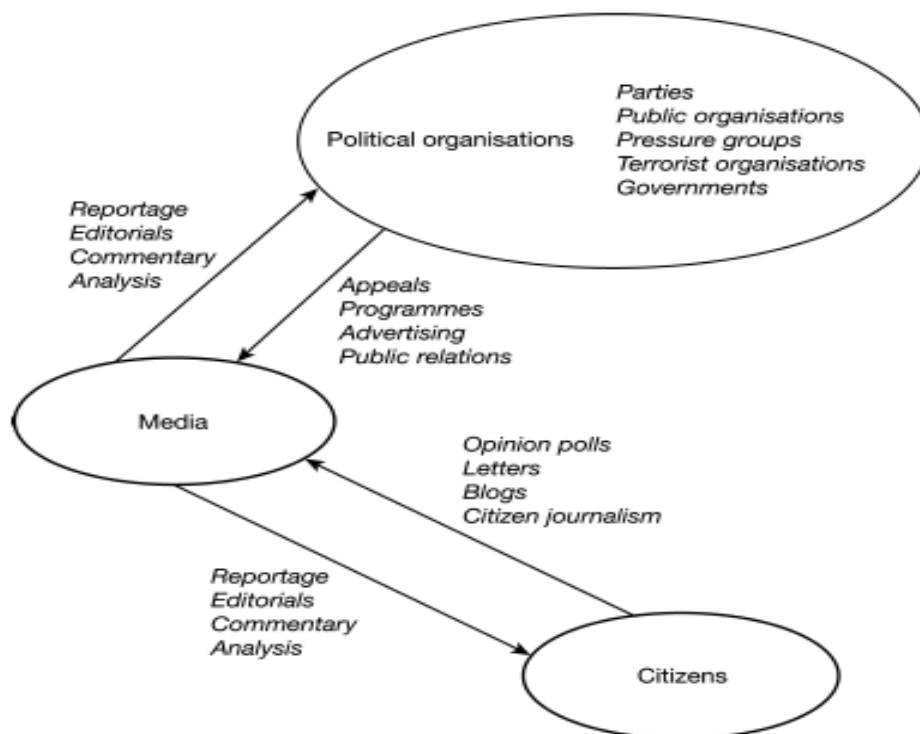 Political organisations
Parties
Public organisations
Pressure groups
Terrorist organisations
Governments
Reportage
Editorials
Commentary
Analysis
Appeals
Programmes
Advertising
Public relations
Media
Opinion polls
Letters
Blogs
Citizen journalism
Reportage
Editorials
Commentary
Analysis
Citizens